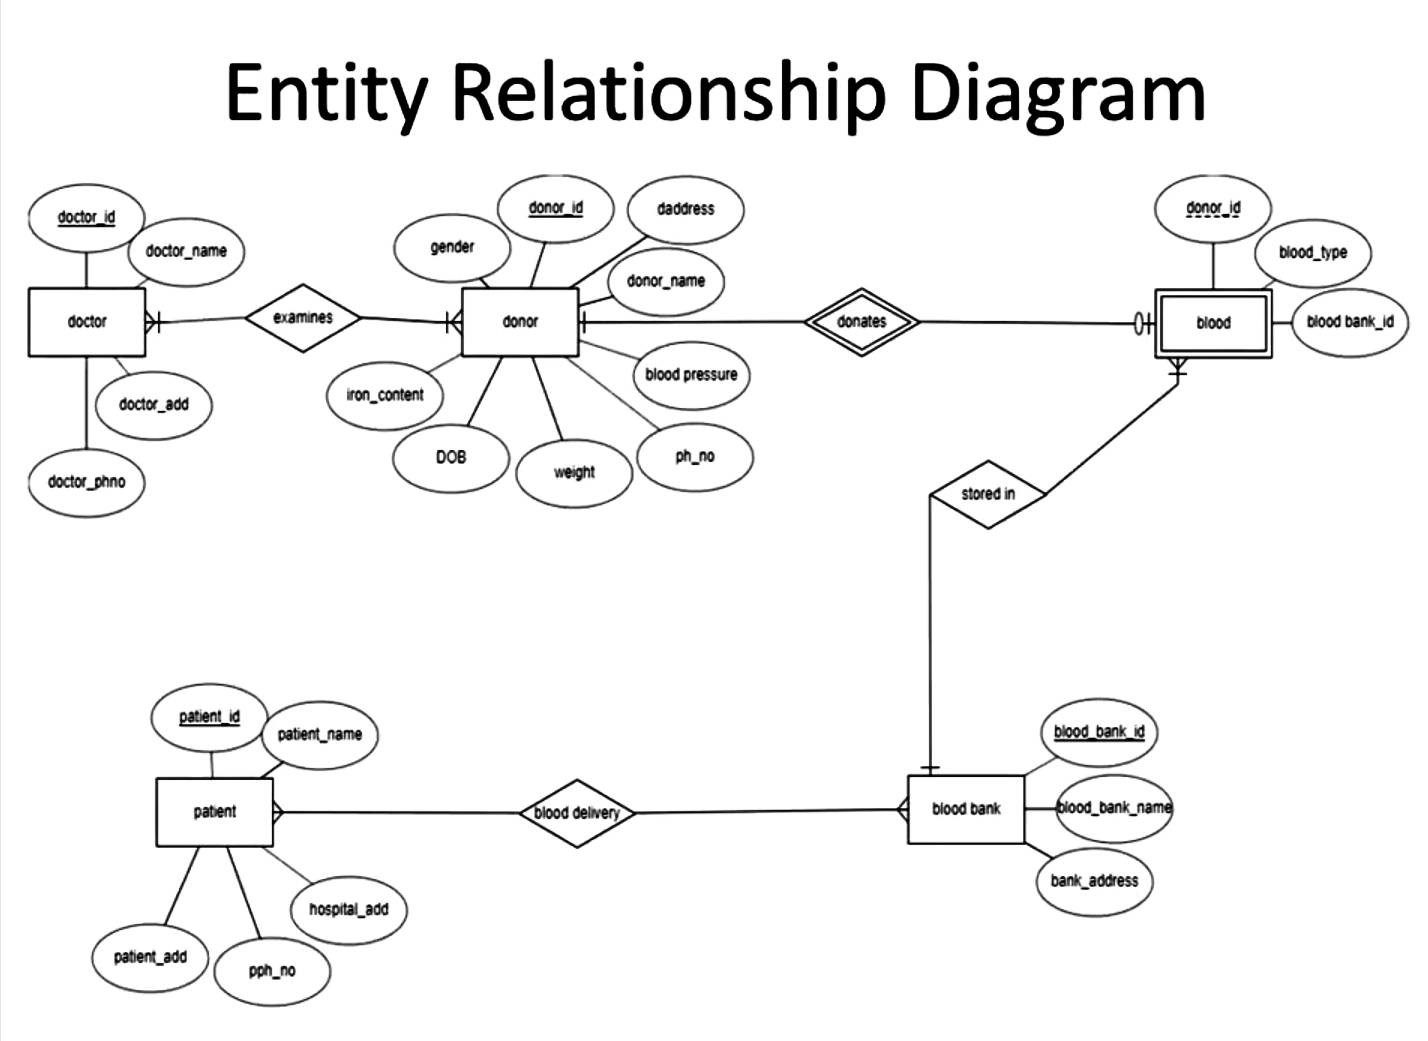 Entity Relationship Diagram
doctor_id
doctor_name
doctor
doctor_add
doctor_phno
examines
gender
donor_id
daddress
donor_name
donor
iron_content
blood pressure
DOB
weight
ph_no
donates
donor_id
blood_type
blood
blood bank_id
stored in
patient_id
patient_name
patient
hospital_add
patient_add
pph_no
blood delivery
blood_bank_id
blood bank
blood_bank_name
bank_address